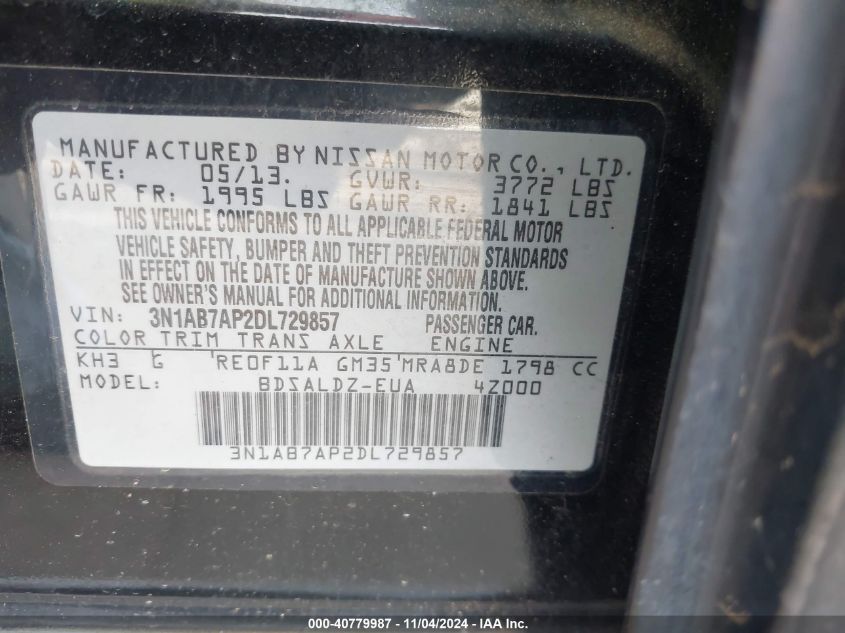 MANUFACTURED BY NISSAN MOTOR CO., LTD.
DATE: 05/13. GVWR: 3772 LBS
GAWR FR: 1995 LBS GAWR RR: 1841 LBS
THIS VEHICLE CONFORMS TO ALL APPLICABLE FEDERAL MOTOR
VEHICLE SAFETY, BUMPER AND THEFT PREVENTION STANDARDS
IN EFFECT ON THE DATE OF MANUFACTURE SHOWN ABOVE.
SEE OWNER'S MANUAL FOR ADDITIONAL INFORMATION.
VIN: 3N1AB7AP2DL729857 PASSENGER CAR.
COLOR TRIM TRANS AXLE ENGINE
KH3 G RE0F11A GM35 MRA8DE 1798 CC
MODEL: BDSALDZ-EUA 4Z000
3N1AB7AP2DL729857
000-40779987 - 11/04/2024 - IAA Inc.